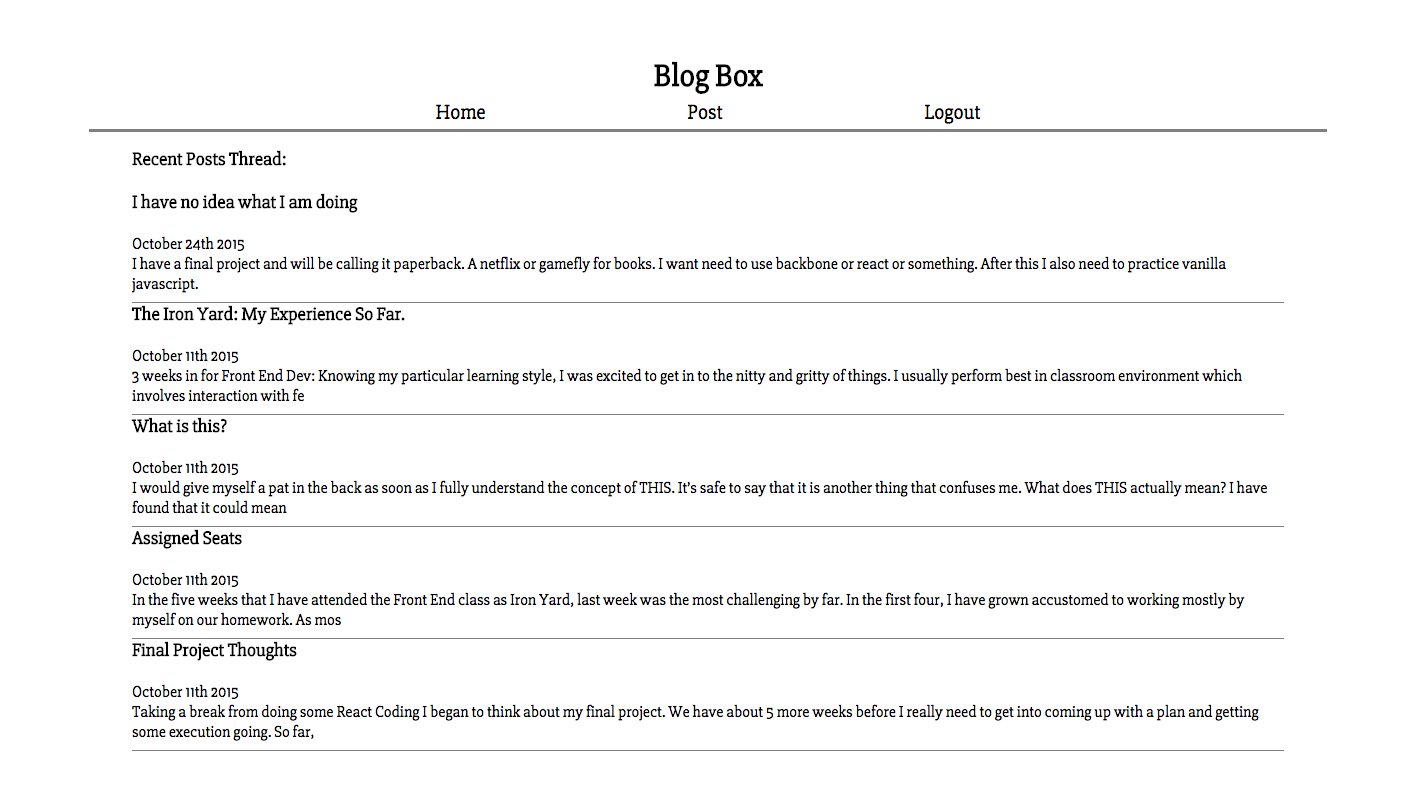 Blog Box
Home Post Logout
Recent Posts Thread:
I have no idea what I am doing
October 24th 2015
I have a final project and will be calling it paperback. A netflix or gamefly for books. I want need to use backbone or react or something. After this I also need to practice vanilla
javascript.
The Iron Yard: My Experience So Far.
October 11th 2015
3 weeks in for Front End Dev: Knowing my particular learning style, I was excited to get in to the nitty and gritty of things. I usually perform best in classroom environment which
involves interaction with fe
What is this?
October 11th 2015
I would give myself a pat in the back as soon as I fully understand the concept of THIS. It's safe to say that it is another thing that confuses me. What does THIS actually mean? I have
found that it could mean
Assigned Seats
October 11th 2015
In the five weeks that I have attended the Front End class as Iron Yard, last week was the most challenging by far. In the first four, I have grown accustomed to working mostly by
myself on our homework. As mos
Final Project Thoughts
October 11th 2015
Taking a break from doing some React Coding I began to think about my final project. We have about 5 more weeks before I really need to get into coming up with a plan and getting
some execution going. So far,